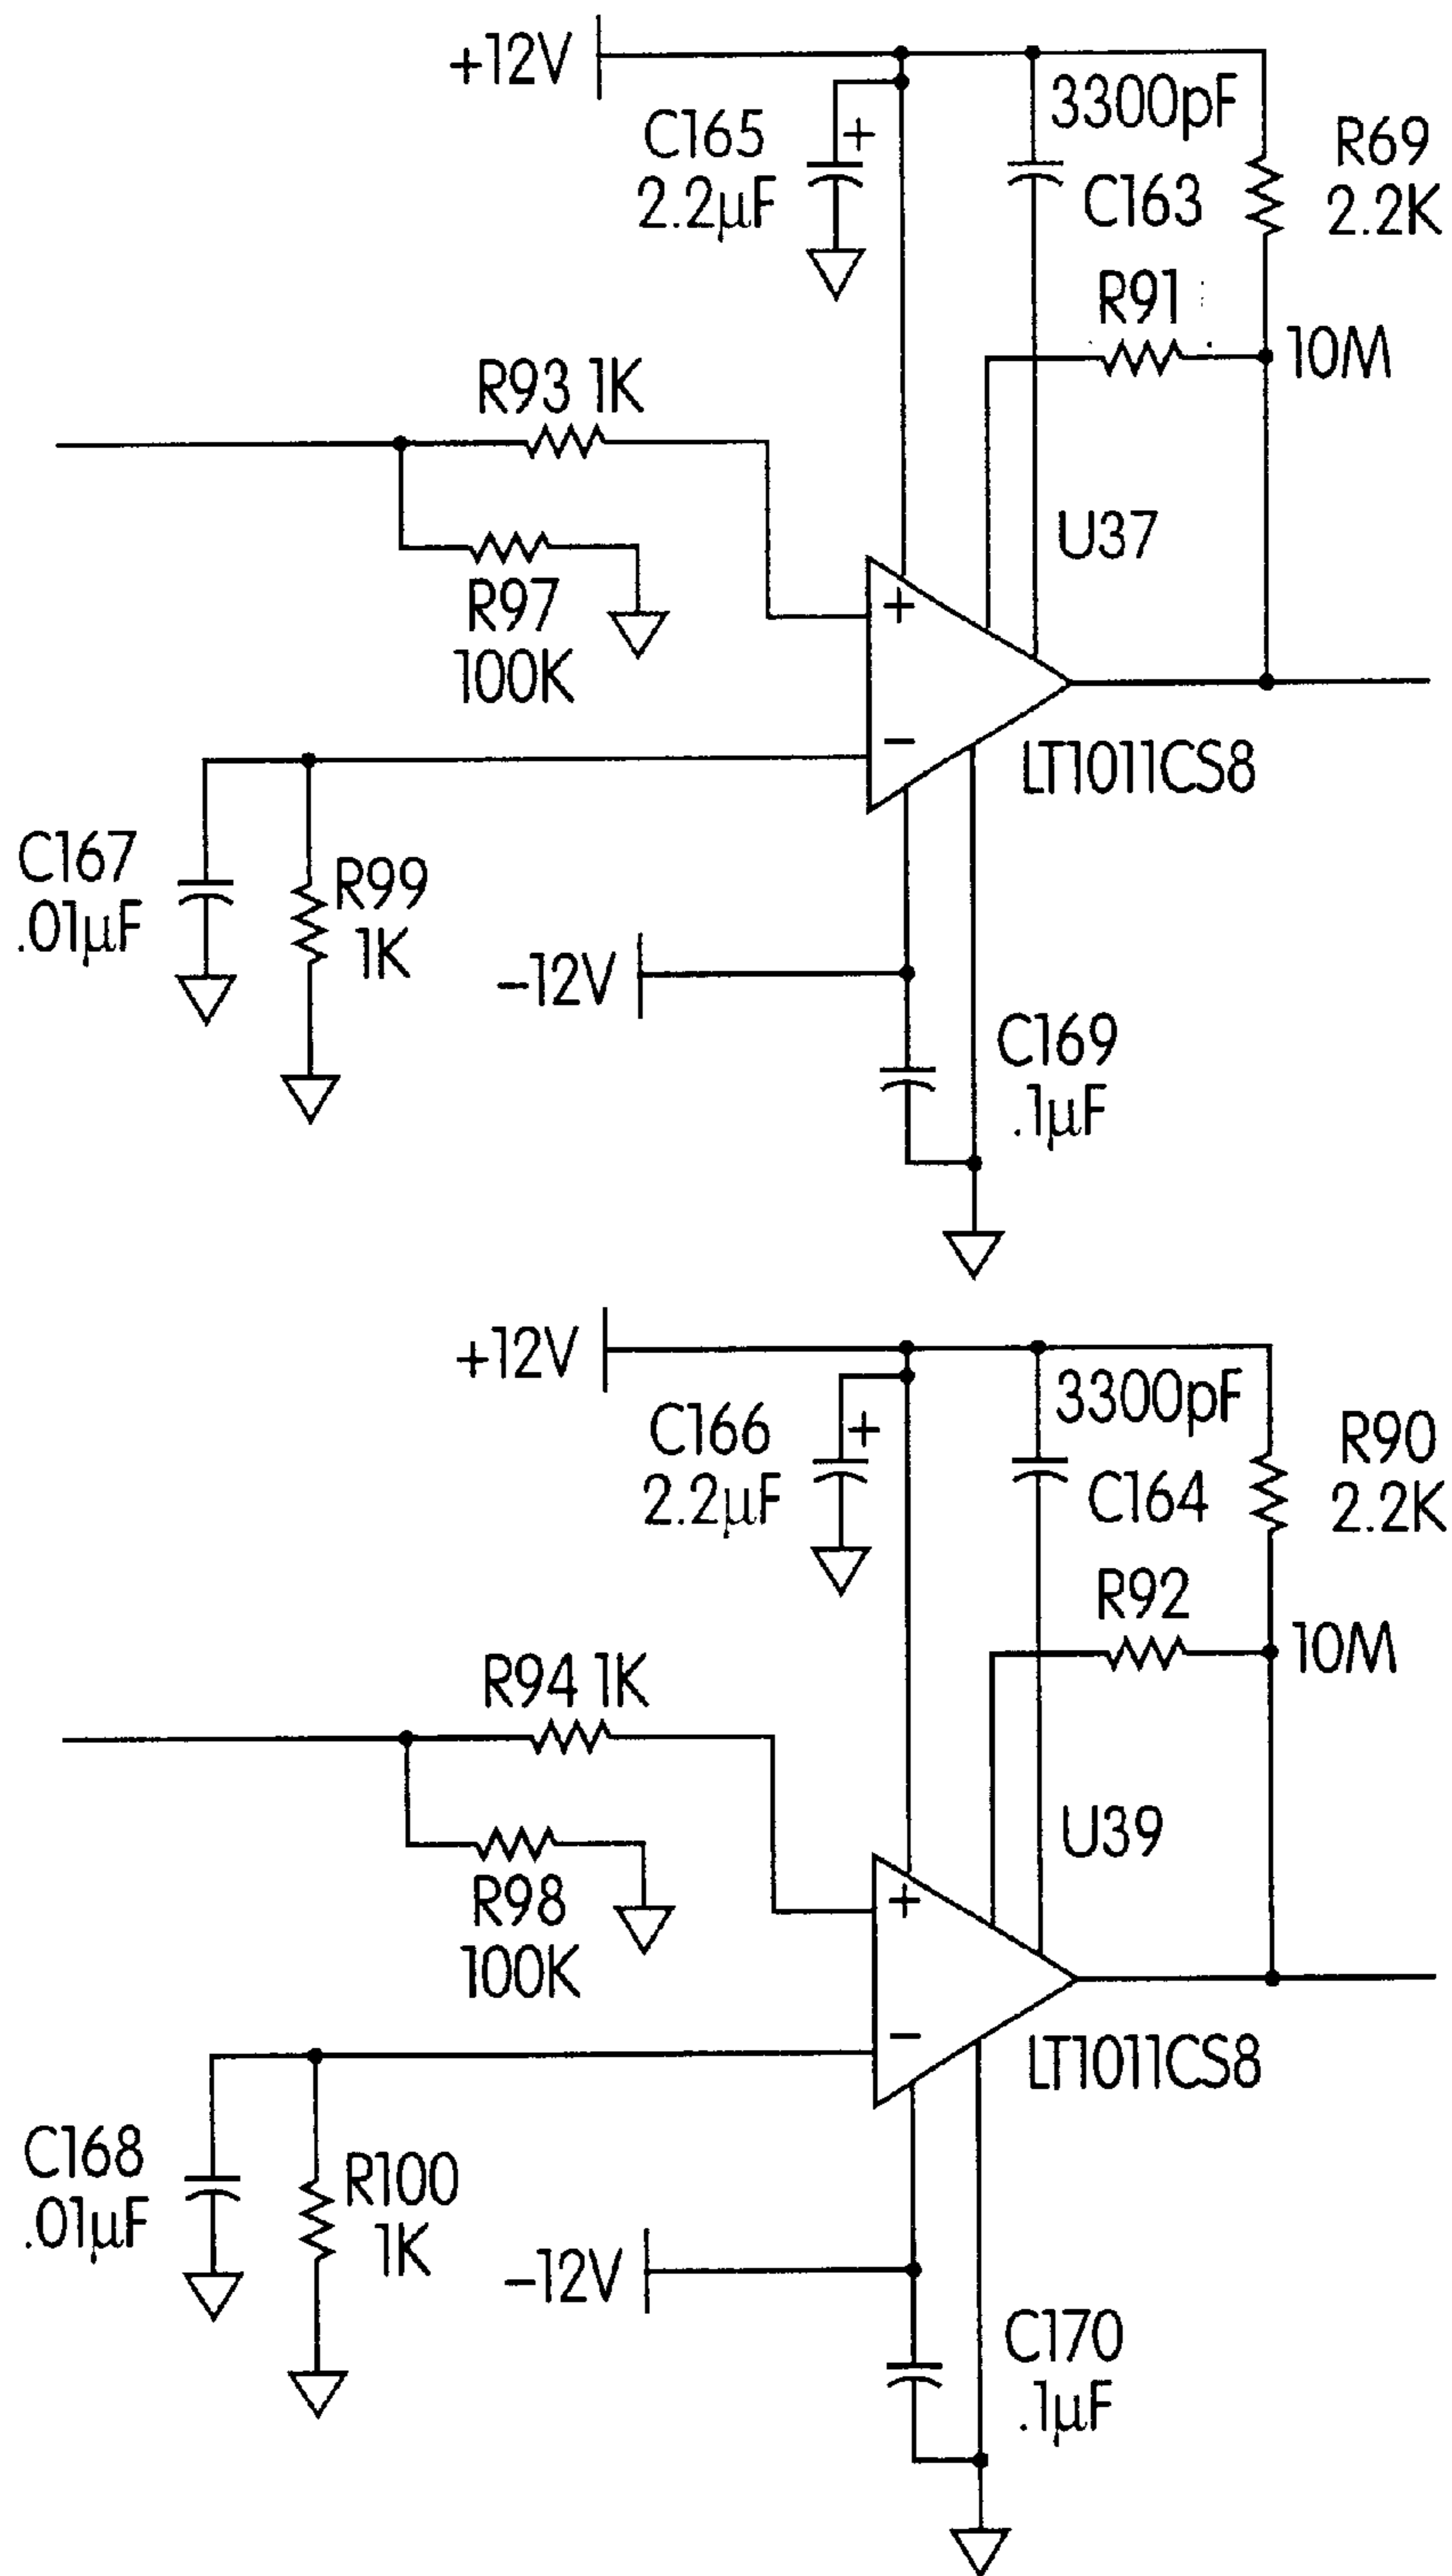 +12V
3300pF
C165
2.2µF
R69
2.2K
C163
R91
10M
R93 1K
U37
+
R97
100K
−
LT1011CS8
C167
.01µF
R99
1K
−12V
C169
.1µF
+12V
3300pF
C166
2.2µF
R90
2.2K
C164
R92
10M
R94 1K
U39
+
R98
100K
−
LT1011CS8
C168
.01µF
R100
1K
−12V
C170
.1µF